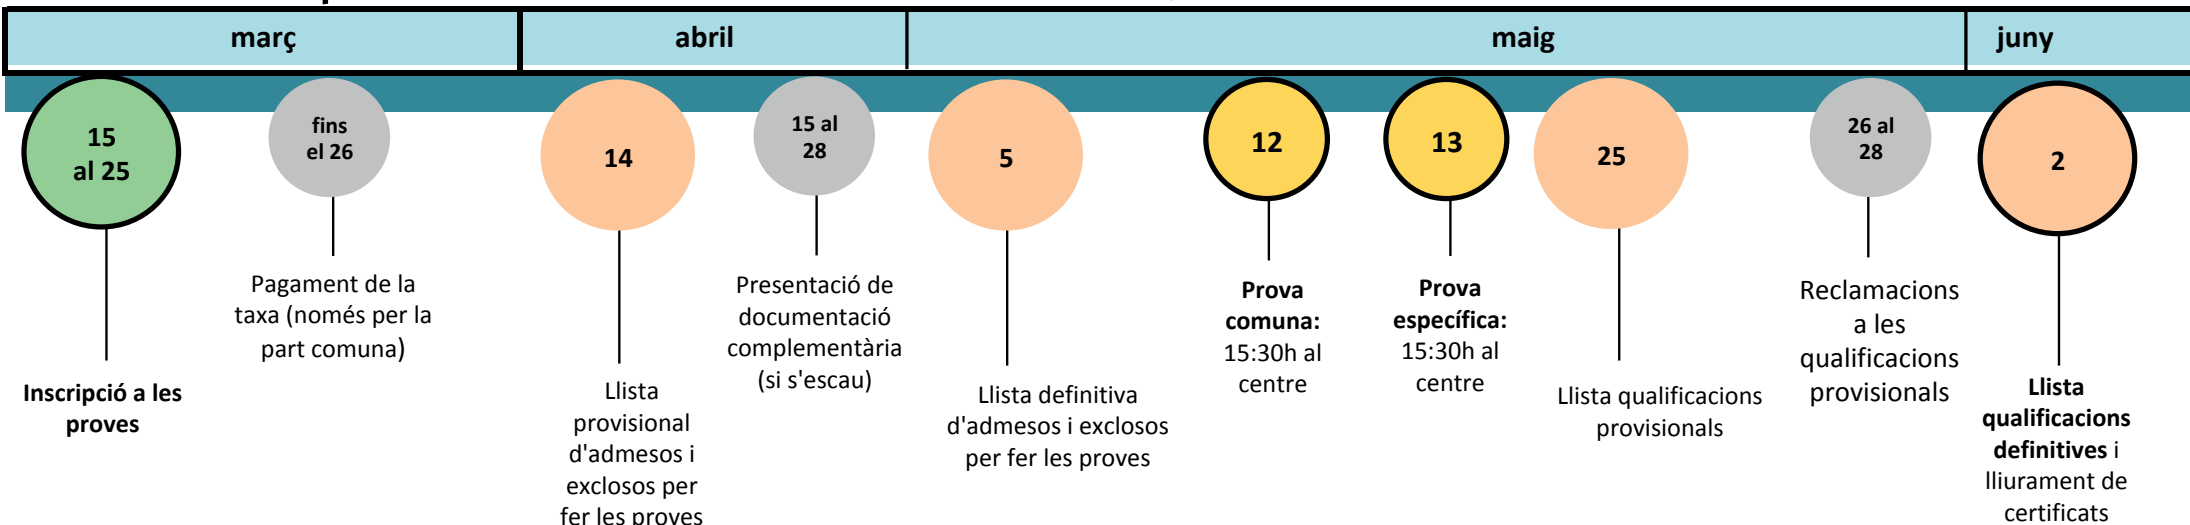 març
abril
maig
juny
15
al 25
fins
el 26
14
15 al
28
5
12
13
25
26 al
28
2
Inscripció a les
proves
Pagament de la
taxa (només per la
part comuna)
Llista
provisional
d'admesos i
exclosos per
fer les proves
Presentació de
documentació
complementària
(si s'escau)
Llista definitiva
d'admesos i exclosos
per fer les proves
Prova
comuna:
15:30h al
centre
Prova
específica:
15:30h al
centre
Llista qualificacions
provisionals
Reclamacions
a les
qualificacions
provisionals
Llista
qualificacions
definitives i
lliurament de
certificats